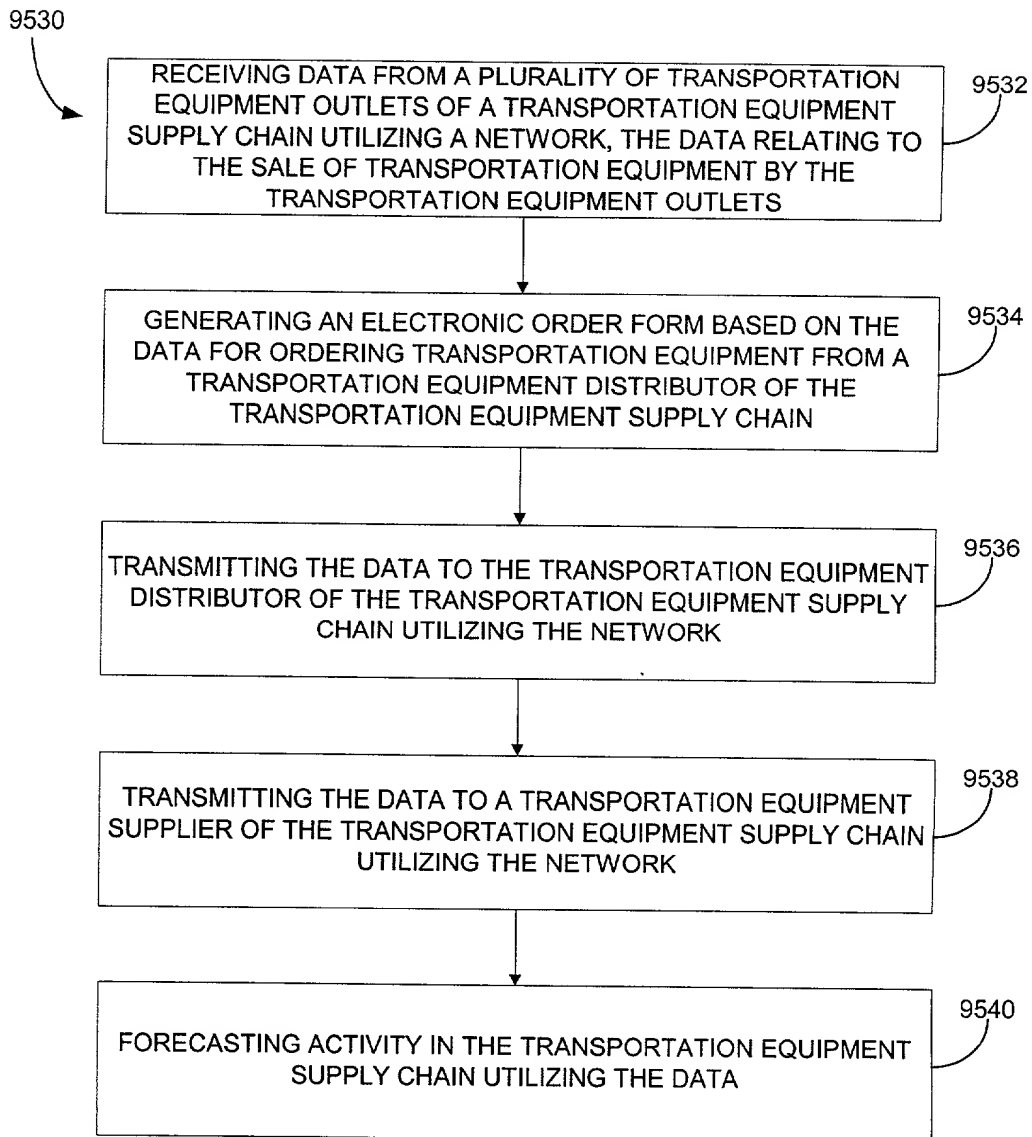 9530
RECEIVING DATA FROM A PLURALITY OF TRANSPORTATION
EQUIPMENT OUTLETS OF A TRANSPORTATION EQUIPMENT
SUPPLY CHAIN UTILIZING A NETWORK, THE DATA RELATING TO
THE SALE OF TRANSPORTATION EQUIPMENT BY THE
TRANSPORTATION EQUIPMENT OUTLETS
9532
GENERATING AN ELECTRONIC ORDER FORM BASED ON THE
DATA FOR ORDERING TRANSPORTATION EQUIPMENT FROM A
TRANSPORTATION EQUIPMENT DISTRIBUTOR OF THE
TRANSPORTATION EQUIPMENT SUPPLY CHAIN
9534
TRANSMITTING THE DATA TO THE TRANSPORTATION EQUIPMENT
DISTRIBUTOR OF THE TRANSPORTATION EQUIPMENT SUPPLY
CHAIN UTILIZING THE NETWORK
9536
TRANSMITTING THE DATA TO A TRANSPORTATION EQUIPMENT
SUPPLIER OF THE TRANSPORTATION EQUIPMENT SUPPLY CHAIN
UTILIZING THE NETWORK
9538
FORECASTING ACTIVITY IN THE TRANSPORTATION EQUIPMENT
SUPPLY CHAIN UTILIZING THE DATA
9540